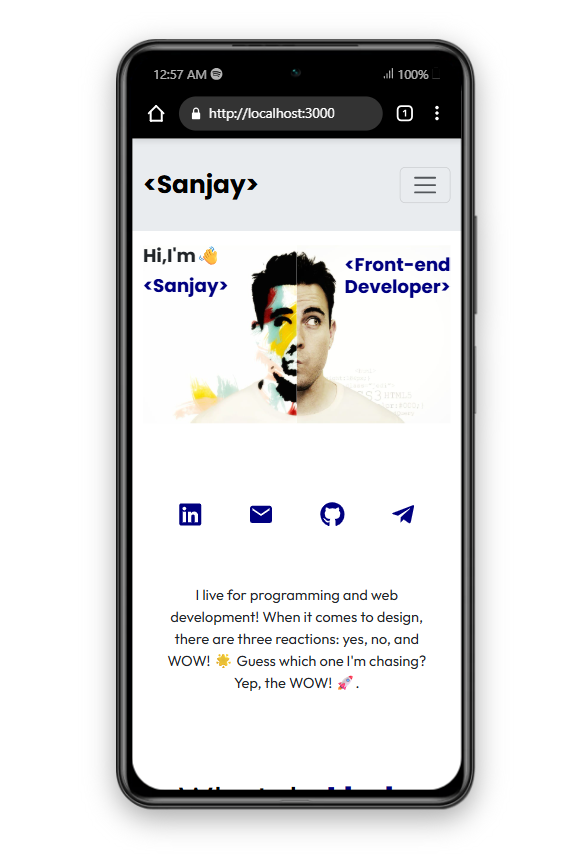 12:57 AM 100%
http://localhost:3000 1
<Sanjay>
Hi,I'm 👋
<Sanjay>
<Front-end
Developer>
HTML5
in
I live for programming and web
development! When it comes to design,
there are three reactions: yes, no, and
WOW! 🌟 Guess which one I'm chasing?
Yep, the WOW! 🚀 .